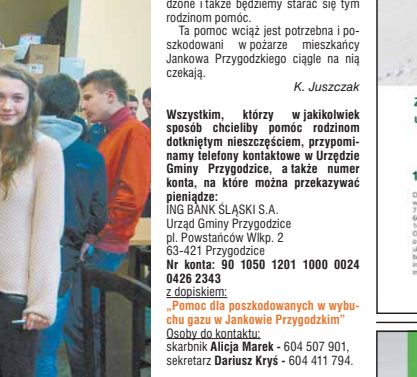 dzone i także będziemy starać się tym
rodzinom pomóc.
Ta pomoc wciąż jest potrzebna i po-
szkodowani w pożarze mieszkańcy
Jankowa Przygodzkiego ciągle na nią
czekają.
K. Juszczak
Wszystkim, którzy w jakikolwiek
sposób chcieliby pomóc rodzinom
dotkniętym nieszczęściem, przypomi-
namy telefony kontaktowe w Urzędzie
Gminy Przygodzice, a także numer
konta, na które można przekazywać
pieniądze:
ING BANK ŚLĄSKI S.A.
Urząd Gminy Przygodzice
pl. Powstańców Wlkp. 2
63-421 Przygodzice
Nr konta: 90 1050 1201 1000 0024
0426 2343
z dopiskiem:
„Pomoc dla poszkodowanych w wybu-
chu gazu w Jankowie Przygodzkim"
Osoby do kontaktu:
skarbnik Alicja Marek - 604 507 901,
sekretarz Dariusz Kryś - 604 411 794.